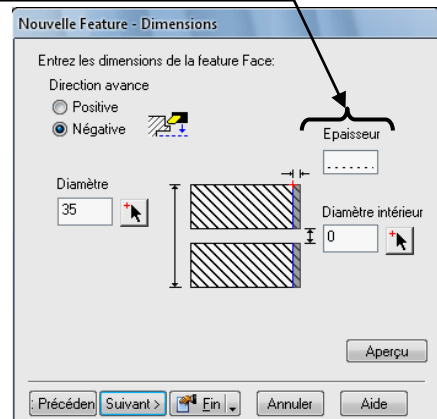 Nouvelle Feature - Dimensions
Entrez les dimensions de la feature Face:
Direction avance
Positive
Négative
Epaisseur
.......
Diamètre
35
Diamètre intérieur
0
Aperçu
: Précéden
Suivant >
Fin
Annuler
Aide